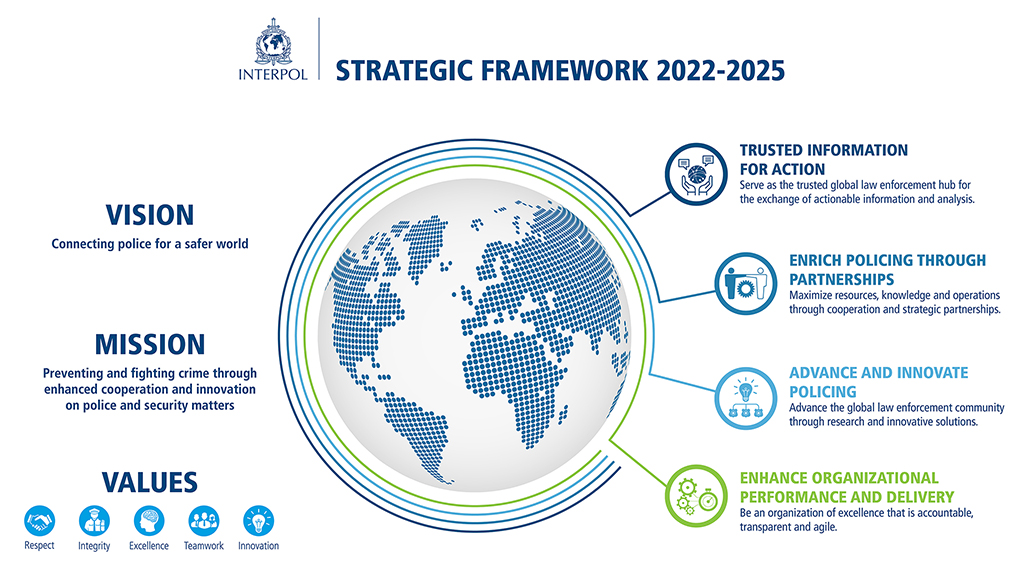 INTERPOL
STRATEGIC FRAMEWORK 2022-2025
VISION
Connecting police for a safer world
MISSION
Preventing and fighting crime through
enhanced cooperation and innovation
on police and security matters
VALUES
Respect
Integrity
Excellence
Teamwork
Innovation
TRUSTED INFORMATION
FOR ACTION
Serve as the trusted global law enforcement hub for
the exchange of actionable information and analysis.
ENRICH POLICING THROUGH
PARTNERSHIPS
Maximize resources, knowledge and operations
through cooperation and strategic partnerships.
ADVANCE AND INNOVATE
POLICING
Advance the global law enforcement community
through research and innovative solutions.
ENHANCE ORGANIZATIONAL
PERFORMANCE AND DELIVERY
Be an organization of excellence that is accountable,
transparent and agile.